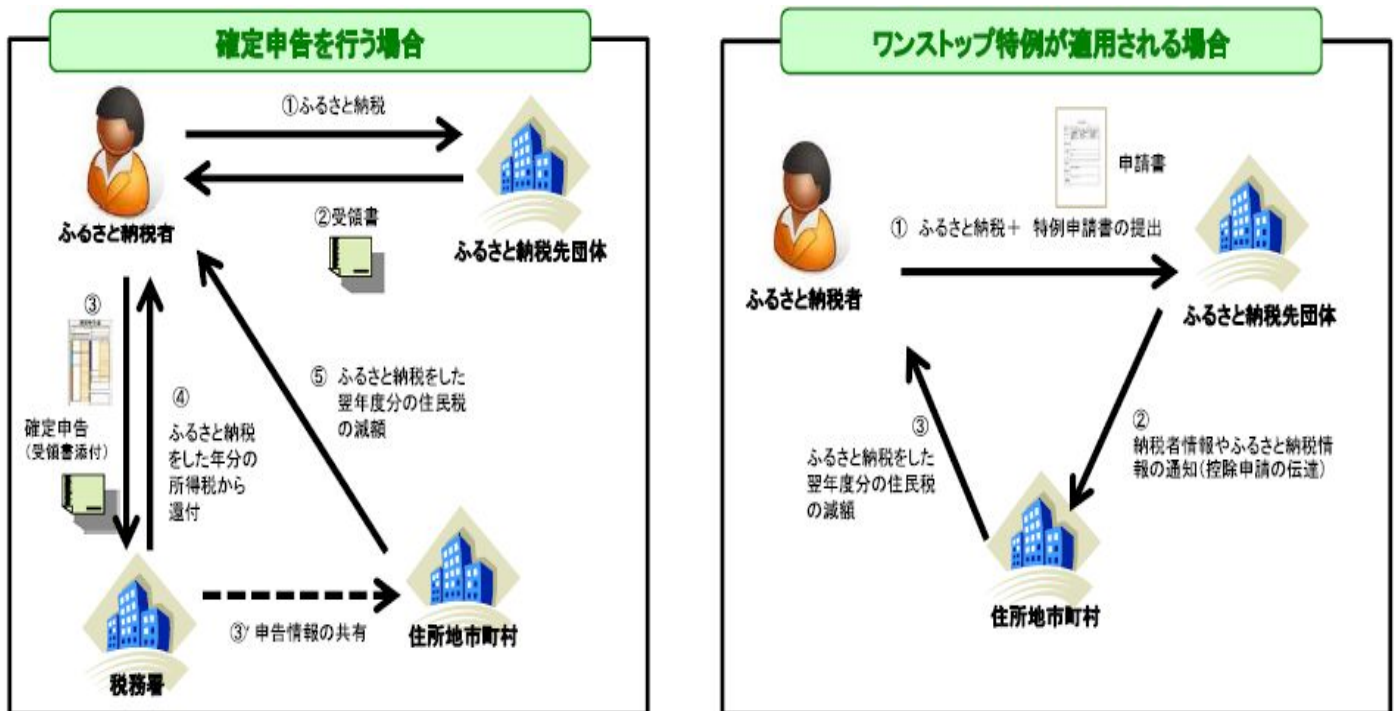 確定申告を行う場合
①ふるさと納税
②受領書
ふるさと納税者
ふるさと納税先団体
③
確定申告
（受領書添付）
④
ふるさと納税
をした年分の
所得税から
還付
⑤ ふるさと納税をした
翌年度分の住民税
の減額
③' 申告情報の共有
税務署
住所地市町村
ワンストップ特例が適用される場合
申請書
① ふるさと納税＋ 特例申請書の提出
ふるさと納税者
ふるさと納税先団体
②
納税者情報やふるさと納税情
報の通知(控除申請の伝達)
③
ふるさと納税をした
翌年度分の住民税
の減額
住所地市町村